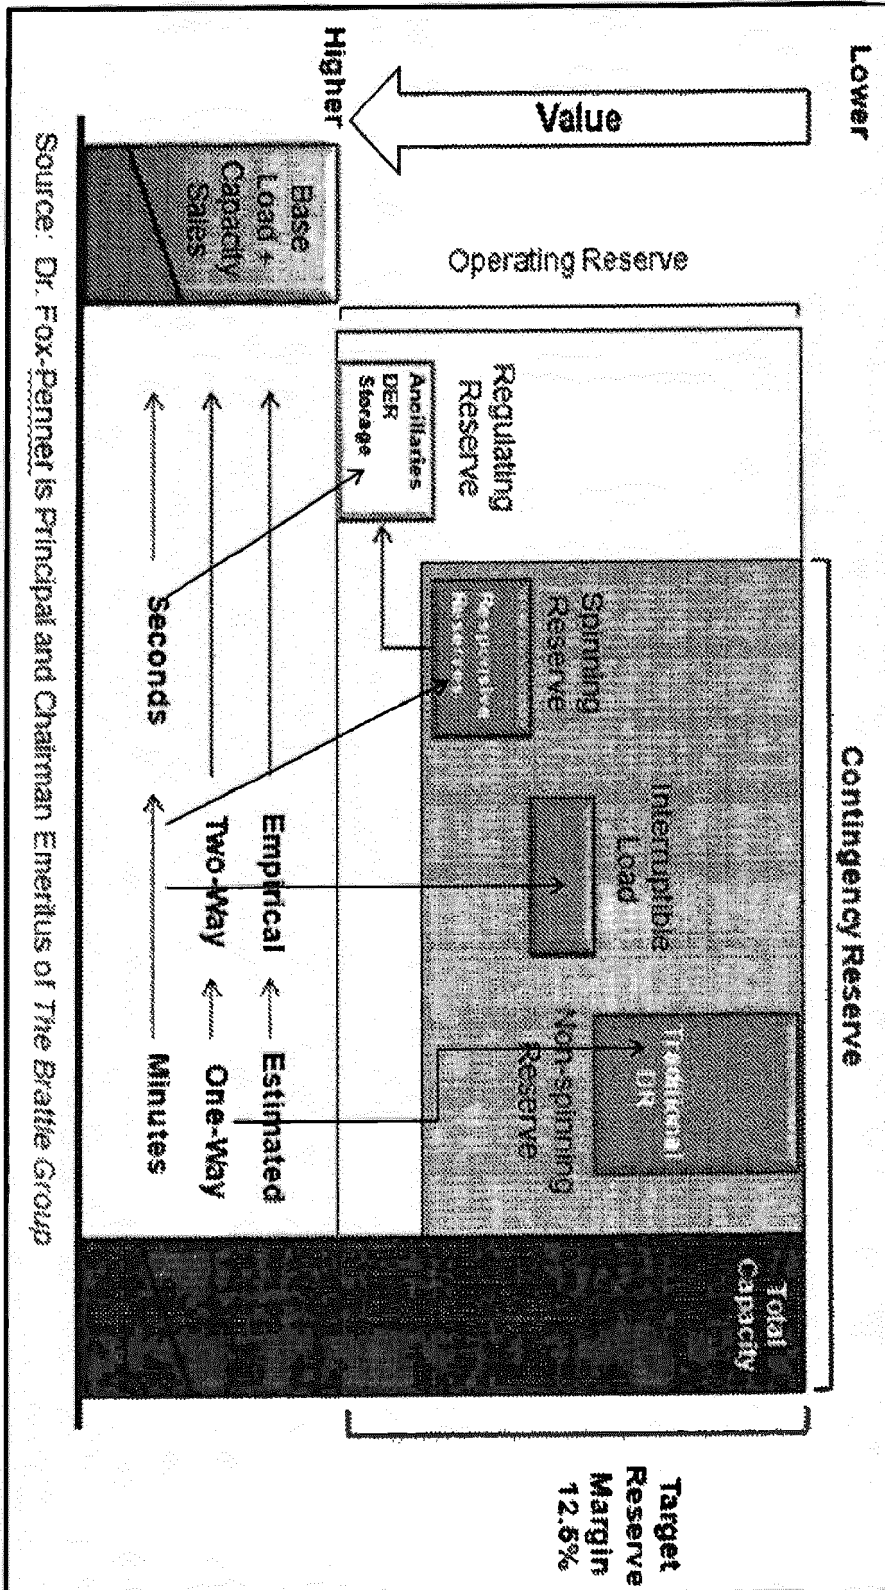 Lower
Value
Higher
Operating Reserve
Base
Load +
Capacity
Sales
Regulating
Reserve
Ancillaries
DER
Storage
Contingency Reserve
Spinning
Reserve
Responsive
Reserves
Interruptible
Load
Non-spinning
Reserve
Traditional
DR
Total
Capacity
Target
Reserve
Margin
12.5%
Empirical
Estimated
Two-Way
One-Way
Seconds
Minutes
Source: Dr. Fox-Penner is Principal and Chairman Emeritus of The Brattle Group